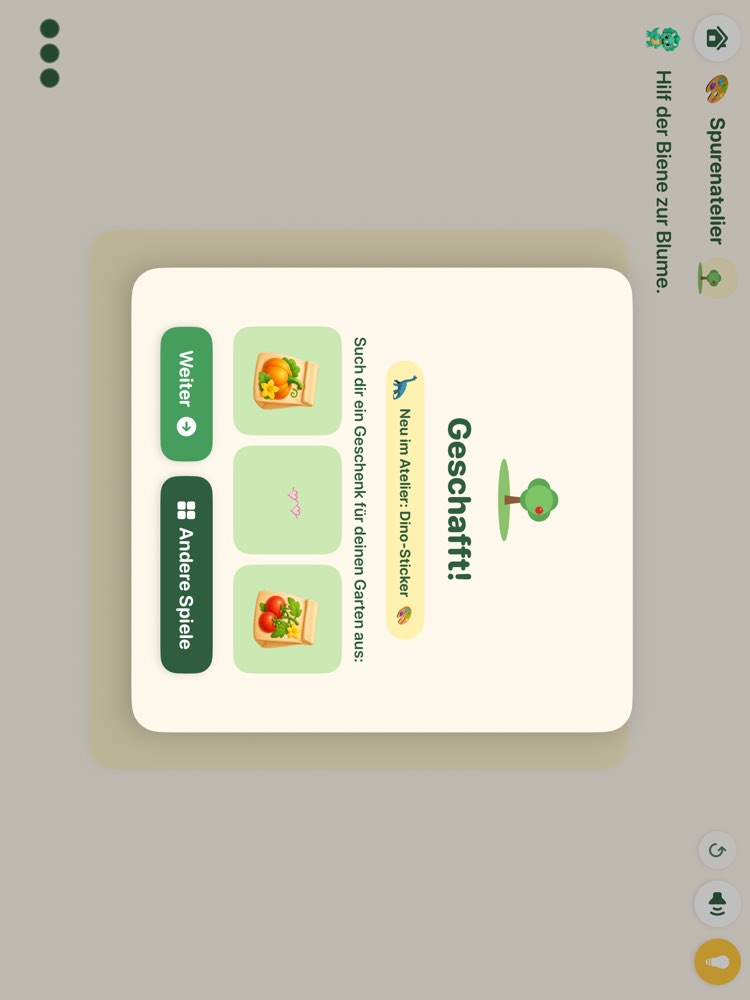 Spurenatelier
Hilf der Biene zur Blume.
Geschafft!
Neu im Atelier: Dino-Sticker
Such dir ein Geschenk für deinen Garten aus:
Weiter
Andere Spiele